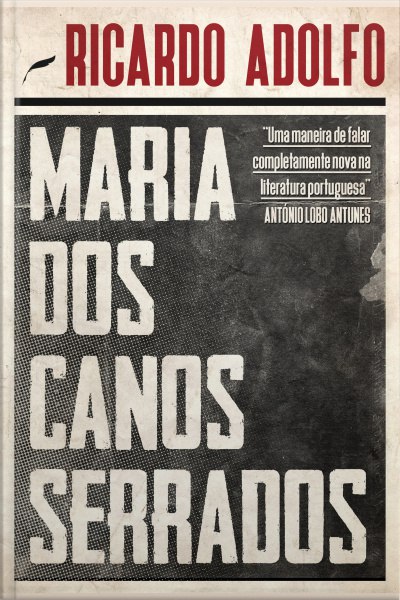 RICARDO ADOLFO
MARIA
DOS
CANOS
SERRADOS
"Uma maneira de falar
completamente nova na
literatura portuguesa"
ANTÓNIO LOBO ANTUNES